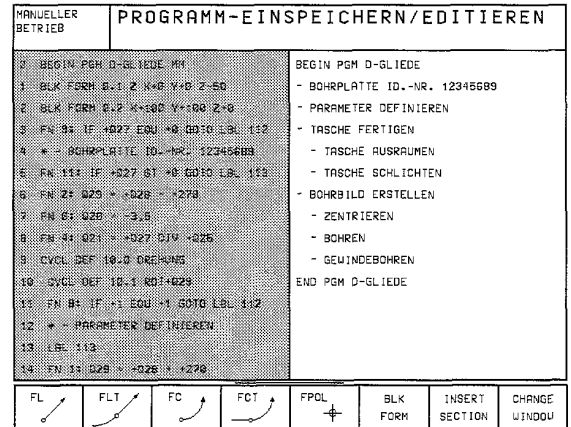 MANUELLER
BETRIEB
PROGRAMM-EINSPEICHERN/EDITIEREN
0 BEGIN PGM D-GLIEDE MM
1 BLK FORM 0.1 Z X+0 Y+0 Z-50
2 BLK FORM 0.2 X+100 Y+100 Z+0
3 FN 9: IF +Q27 EQU +0 GOTO LBL 112
4 * - BOHRPLATTE ID.-NR. 12345689
5 FN 11: IF +Q27 GT +0 GOTO LBL 113
6 FN 2: Q29 = +Q28 - +270
7 FN 0: Q20 = -3,5
8 FN 4: Q21 = +Q27 DIV +Q25
9 CYCL DEF 10.0 DREHUNG
10 CYCL DEF 10.1 ROT+Q29
11 FN 9: IF +1 EQU +1 GOTO LBL 112
12 * - PARAMETER DEFINIEREN
13 LBL 113
14 FN 1: Q29 = +Q28 + +270
BEGIN PGM D-GLIEDE
- BOHRPLATTE ID.-NR. 12345689
- PARAMETER DEFINIEREN
- TASCHE FERTIGEN
- TASCHE AUSRAUMEN
- TASCHE SCHLICHTEN
- BOHRBILD ERSTELLEN
- ZENTRIEREN
- BOHREN
- GEWINDEBOHREN
END PGM D-GLIEDE
FL
FLT
FC
FCT
FPOL
BLK
FORM
INSERT
SECTION
CHANGE
WINDOW